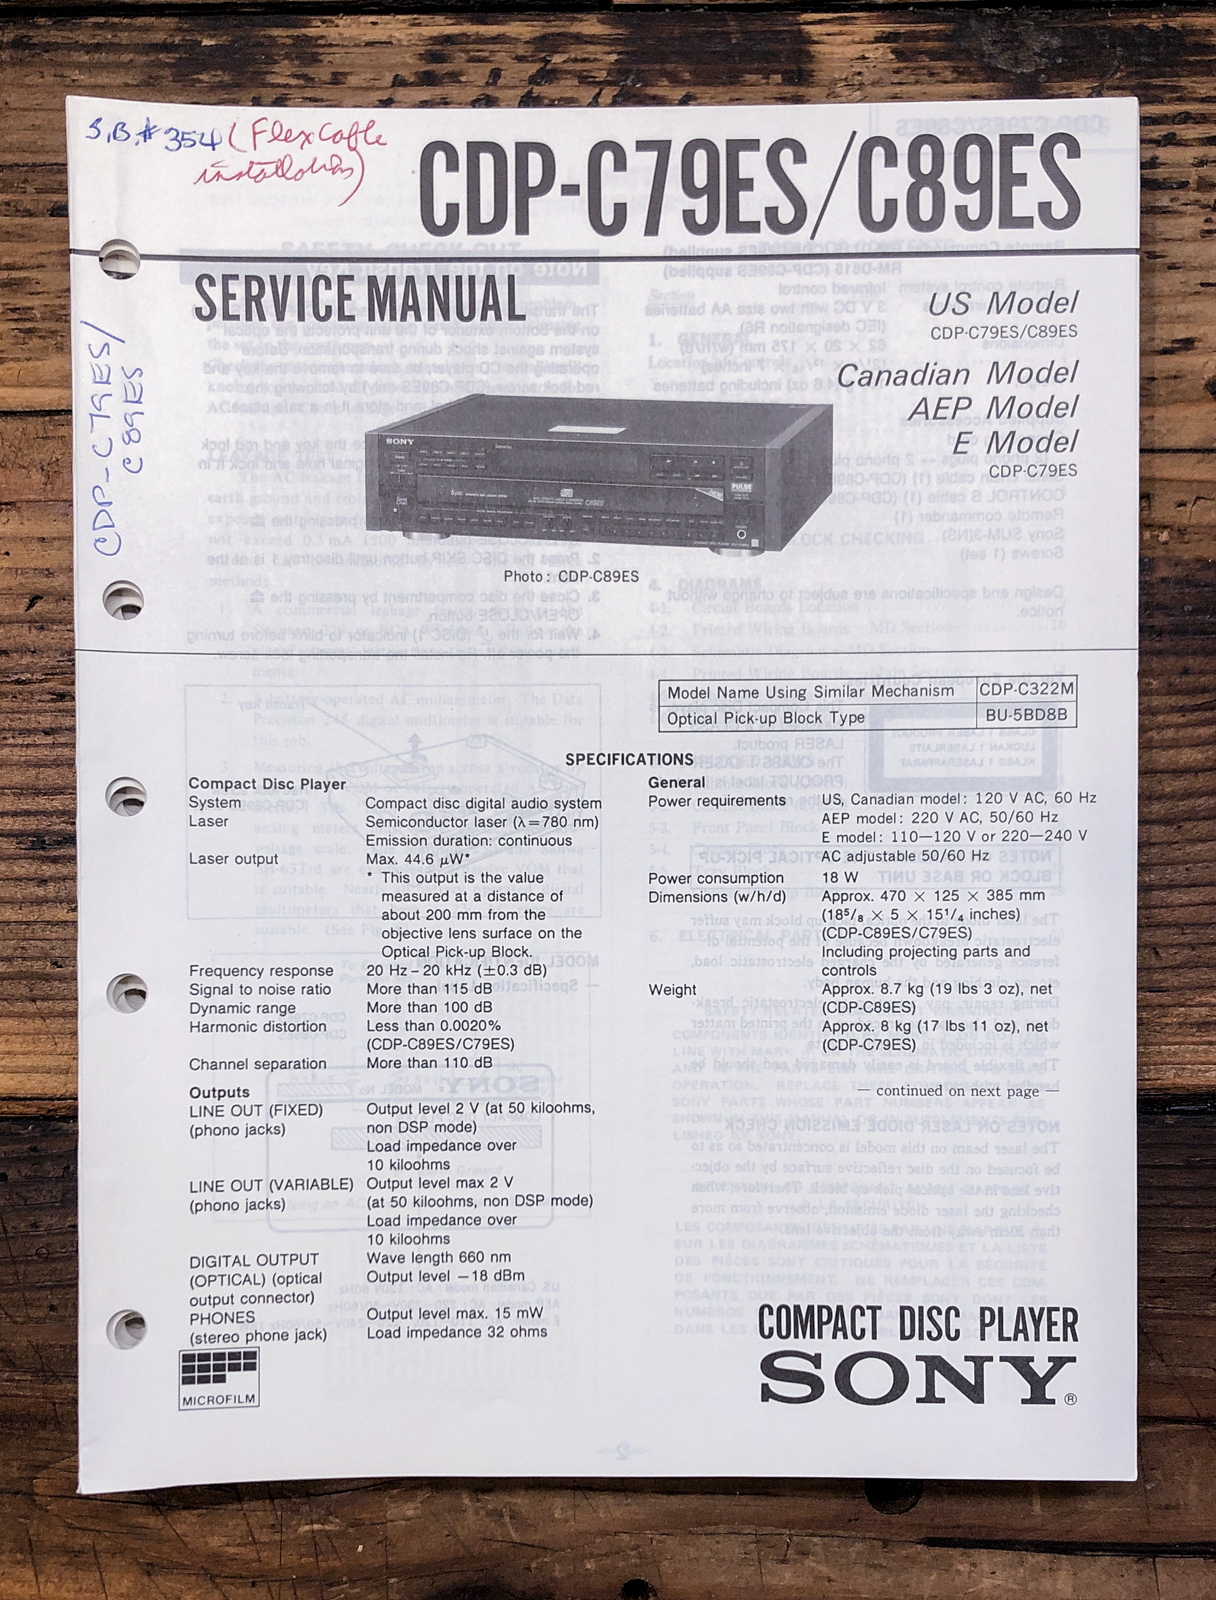 S.B.# 354 (Flex Cable
installation)
CDP-C79ES/C89ES
SERVICE MANUAL
CDP-C79ES/
C89ES
US Model
CDP-C79ES/C89ES
Canadian Model
AEP Model
E Model
CDP-C79ES
SONY
Photo: CDP-C89ES
Model Name Using Similar Mechanism CDP-C322M
Optical Pick-up Block Type BU-5BD8B
SPECIFICATIONS
Compact Disc Player
System Compact disc digital audio system
Laser Semiconductor laser (λ=780 nm)
Emission duration: continuous
Laser output Max. 44.6 μW*
* This output is the value
measured at a distance of
about 200 mm from the
objective lens surface on the
Optical Pick-up Block.
Frequency response 20 Hz–20 kHz (±0.3 dB)
Signal to noise ratio More than 115 dB
Dynamic range More than 100 dB
Harmonic distortion Less than 0.0020%
(CDP-C89ES/C79ES)
Channel separation More than 110 dB
Outputs
LINE OUT (FIXED) Output level 2 V (at 50 kiloohms,
(phono jacks) non DSP mode)
Load impedance over
10 kiloohms
LINE OUT (VARIABLE) Output level max 2 V
(phono jacks) (at 50 kiloohms, non DSP mode)
Load impedance over
10 kiloohms
DIGITAL OUTPUT Wave length 660 nm
(OPTICAL) (optical Output level −18 dBm
output connector)
PHONES Output level max. 15 mW
(stereo phone jack) Load impedance 32 ohms
General
Power requirements US, Canadian model: 120 V AC, 60 Hz
AEP model: 220 V AC, 50/60 Hz
E model: 110—120 V or 220—240 V
AC adjustable 50/60 Hz
Power consumption 18 W
Dimensions (w/h/d) Approx. 470 × 125 × 385 mm
(18 5/8 × 5 × 15 1/4 inches)
(CDP-C89ES/C79ES)
Including projecting parts and
controls
Weight Approx. 8.7 kg (19 lbs 3 oz), net
(CDP-C89ES)
Approx. 8 kg (17 lbs 11 oz), net
(CDP-C79ES)
— continued on next page —
MICROFILM
COMPACT DISC PLAYER
SONY®